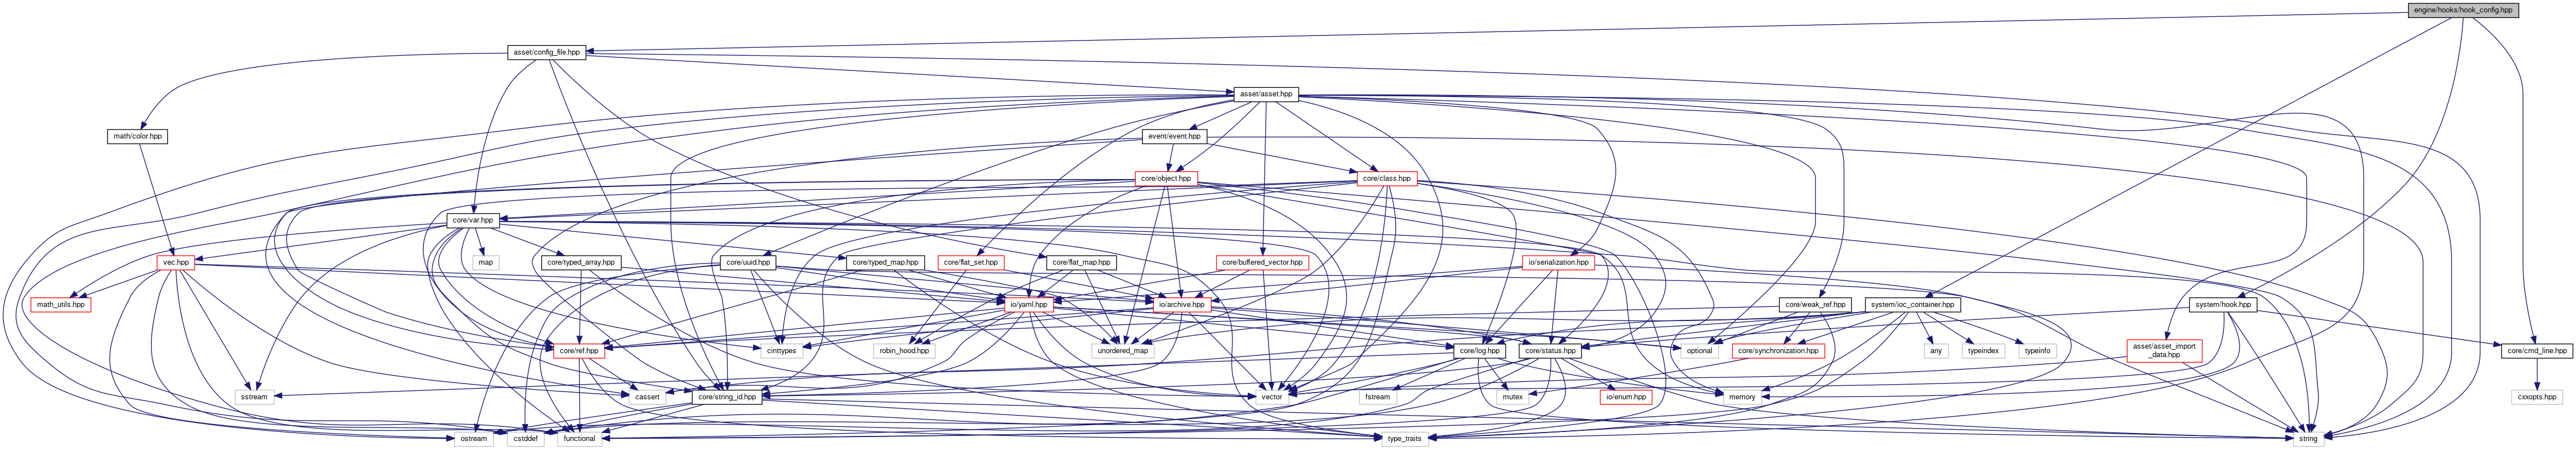 engine/hooks/hook_config.hpp
asset/config_file.hpp
asset/asset.hpp
math/color.hpp
event/event.hpp
core/object.hpp
core/class.hpp
core/var.hpp
vec.hpp
map
core/typed_array.hpp
core/uuid.hpp
core/typed_map.hpp
core/flat_set.hpp
core/flat_map.hpp
core/buffered_vector.hpp
io/serialization.hpp
math_utils.hpp
io/yaml.hpp
io/archive.hpp
core/weak_ref.hpp
system/ioc_container.hpp
system/hook.hpp
core/ref.hpp
cinttypes
robin_hood.hpp
unordered_map
core/log.hpp
core/status.hpp
optional
core/synchronization.hpp
any
typeindex
typeinfo
asset/asset_import
_data.hpp
core/cmd_line.hpp
sstream
cassert
core/string_id.hpp
vector
fstream
mutex
io/enum.hpp
memory
cxxopts.hpp
ostream
cstddef
functional
type_traits
string